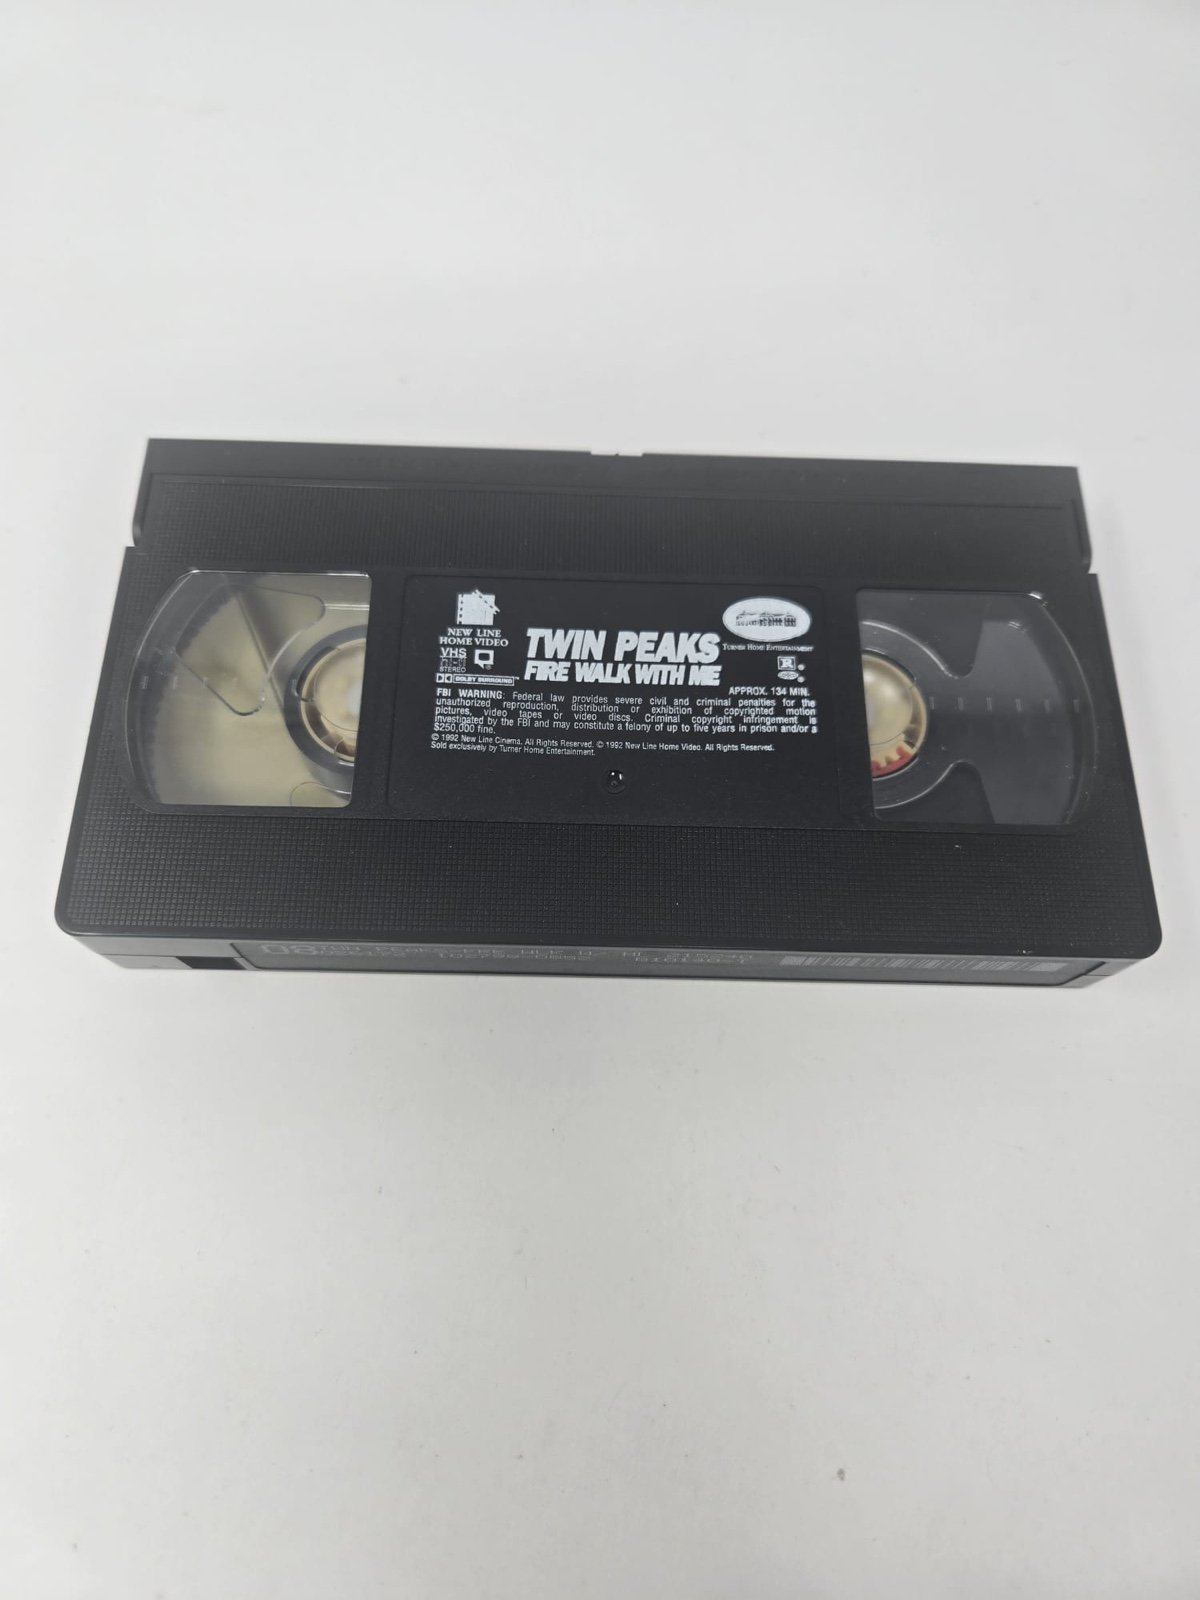 NEW LINE
HOME VIDEO
VHS
HI-FI
STEREO
DOLBY SURROUND™
TWIN PEAKS
FIRE WALK WITH ME
TURNER HOME ENTERTAINMENT
R
APPROX. 134 MIN.
FBI WARNING: Federal law provides severe civil and criminal penalties for the
unauthorized reproduction, distribution or exhibition of copyrighted motion
pictures, video tapes or video discs. Criminal copyright infringement is
investigated by the FBI and may constitute a felony of up to five years in prison and/or a
$250,000 fine.
© 1992 New Line Cinema. All Rights Reserved. © 1992 New Line Home Video. All Rights Reserved.
Sold exclusively by Turner Home Entertainment.